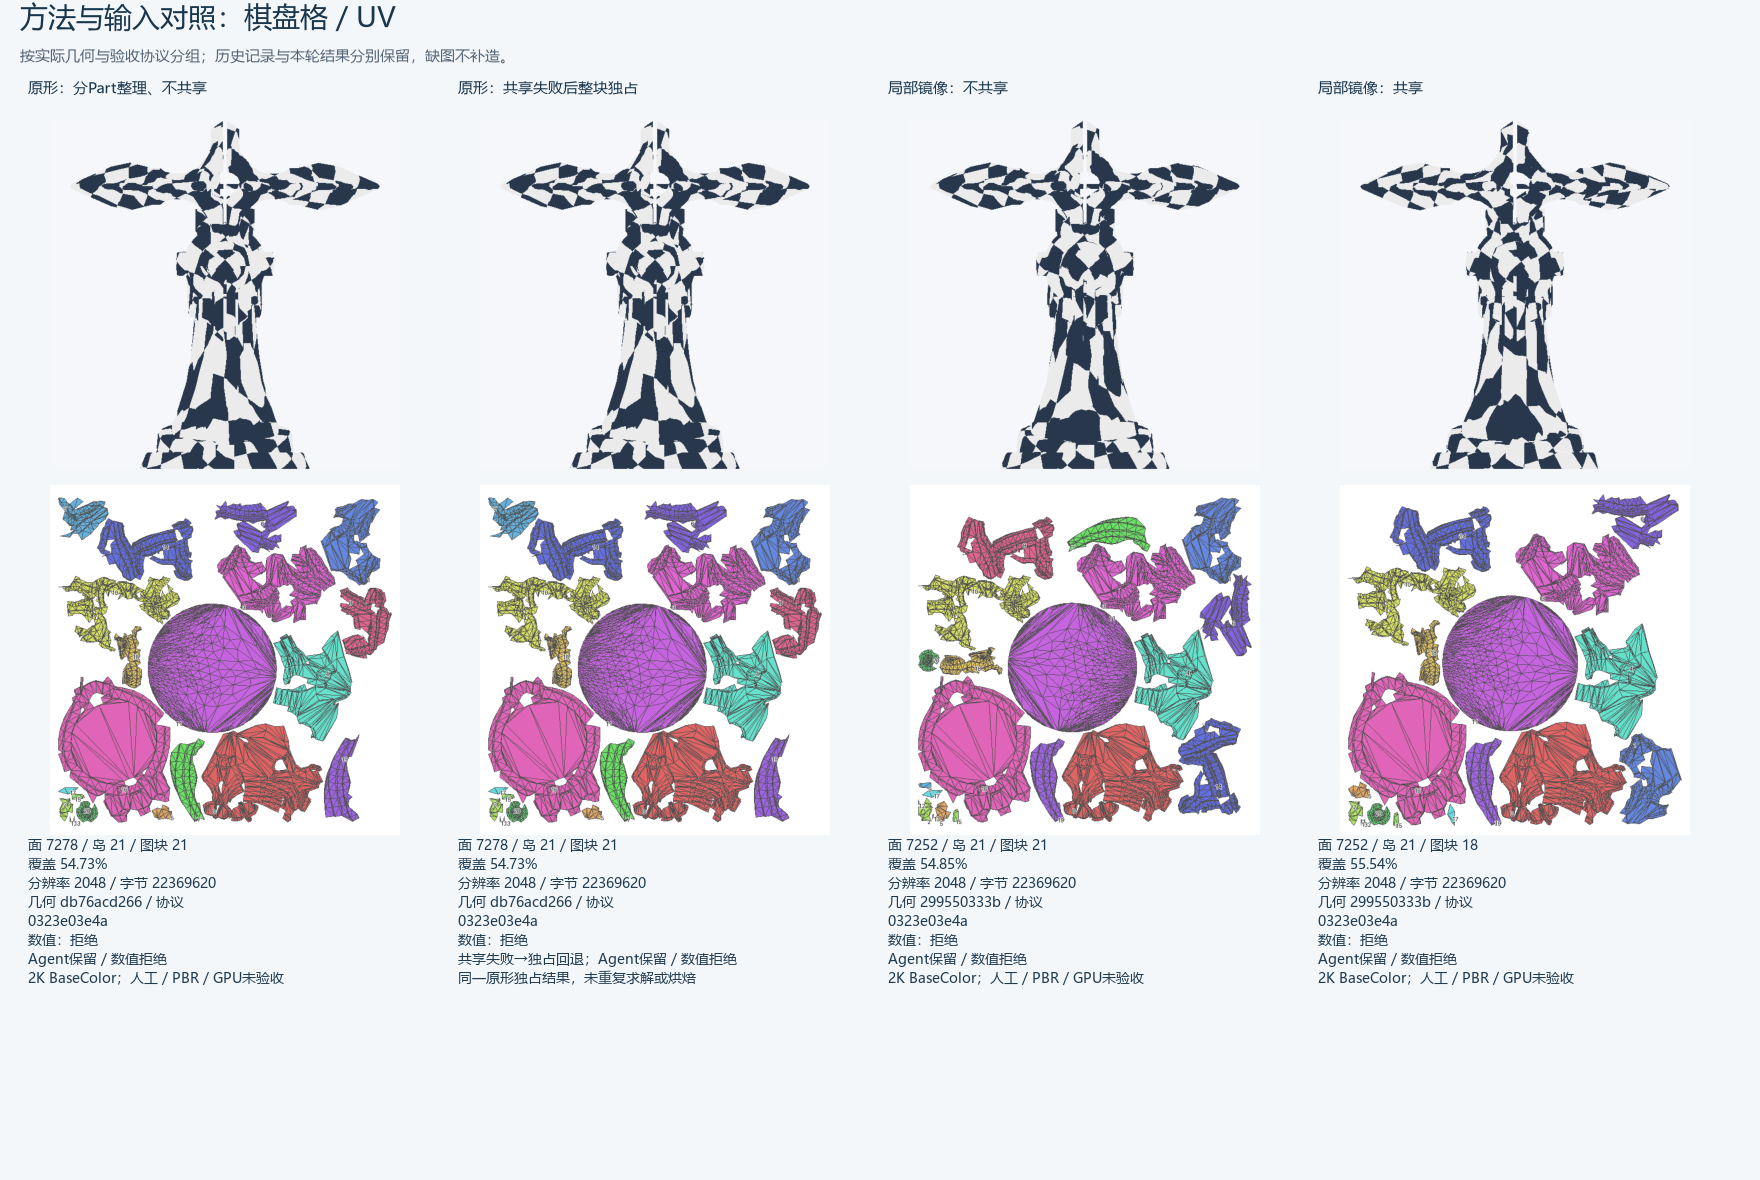 方法与输入对照：棋盘格 / UV
按实际几何与验收协议分组；历史记录与本轮结果分别保留，缺图不补造。
原形：分Part整理、不共享
原形：共享失败后整块独占
局部镜像：不共享
局部镜像：共享
面 7278 / 岛 21 / 图块 21
覆盖 54.73%
分辨率 2048 / 字节 22369620
几何 db76acd266 / 协议
0323e03e4a
数值：拒绝
Agent保留 / 数值拒绝
2K BaseColor；人工 / PBR / GPU未验收
面 7278 / 岛 21 / 图块 21
覆盖 54.73%
分辨率 2048 / 字节 22369620
几何 db76acd266 / 协议
0323e03e4a
数值：拒绝
共享失败→独占回退；Agent保留 / 数值拒绝
同一原形独占结果，未重复求解或烘焙
面 7252 / 岛 21 / 图块 21
覆盖 54.85%
分辨率 2048 / 字节 22369620
几何 299550333b / 协议
0323e03e4a
数值：拒绝
Agent保留 / 数值拒绝
2K BaseColor；人工 / PBR / GPU未验收
面 7252 / 岛 21 / 图块 18
覆盖 55.54%
分辨率 2048 / 字节 22369620
几何 299550333b / 协议
0323e03e4a
数值：拒绝
Agent保留 / 数值拒绝
2K BaseColor；人工 / PBR / GPU未验收